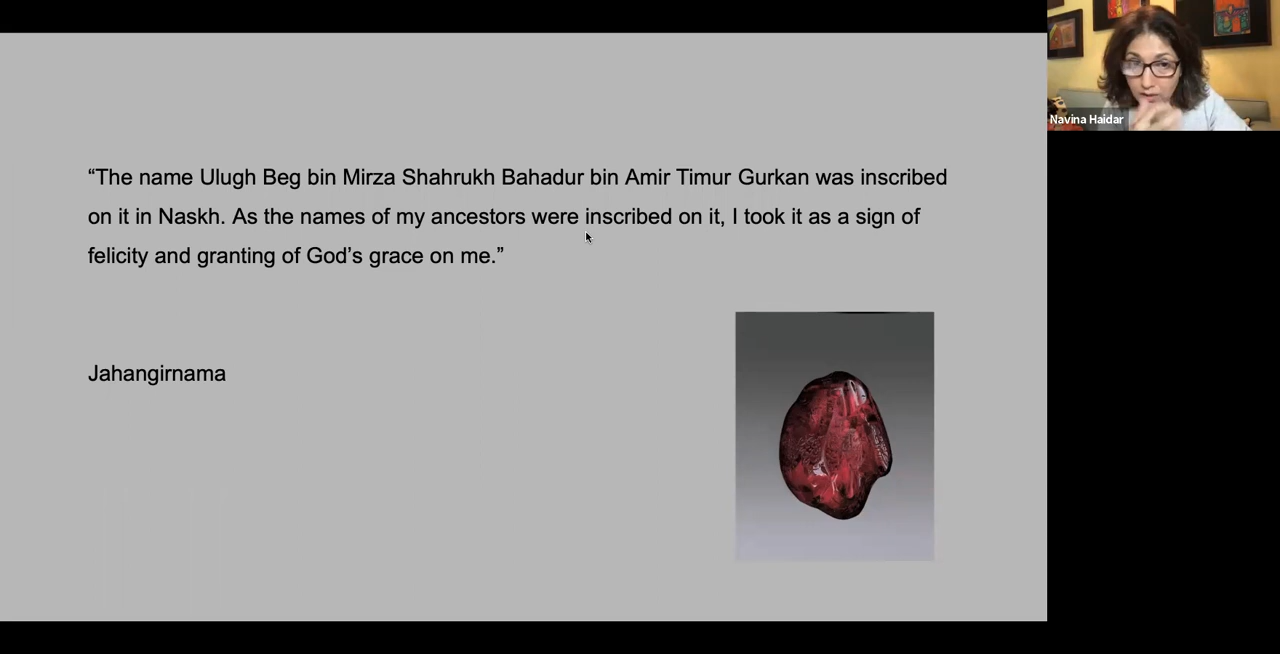 “The name Ulugh Beg bin Mirza Shahrukh Bahadur bin Amir Timur Gurkan was inscribed
on it in Naskh. As the names of my ancestors were inscribed on it, I took it as a sign of
felicity and granting of God’s grace on me.”
Jahangirnama
Navina Haidar